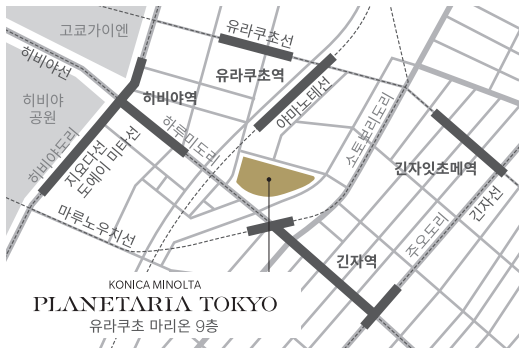 고쿄가이엔
유라쿠초선
히비야선
유라쿠초역
히비야역
야마노테선
히비야
공원
하루미도리
소토보리도리
히비야도리
지요다선
도에이 미타선
긴자잇초메역
마루노우치선
긴자선
주오도리
긴자역
KONICA MINOLTA
PLANETARIA TOKYO
유라쿠초 마리온 9층